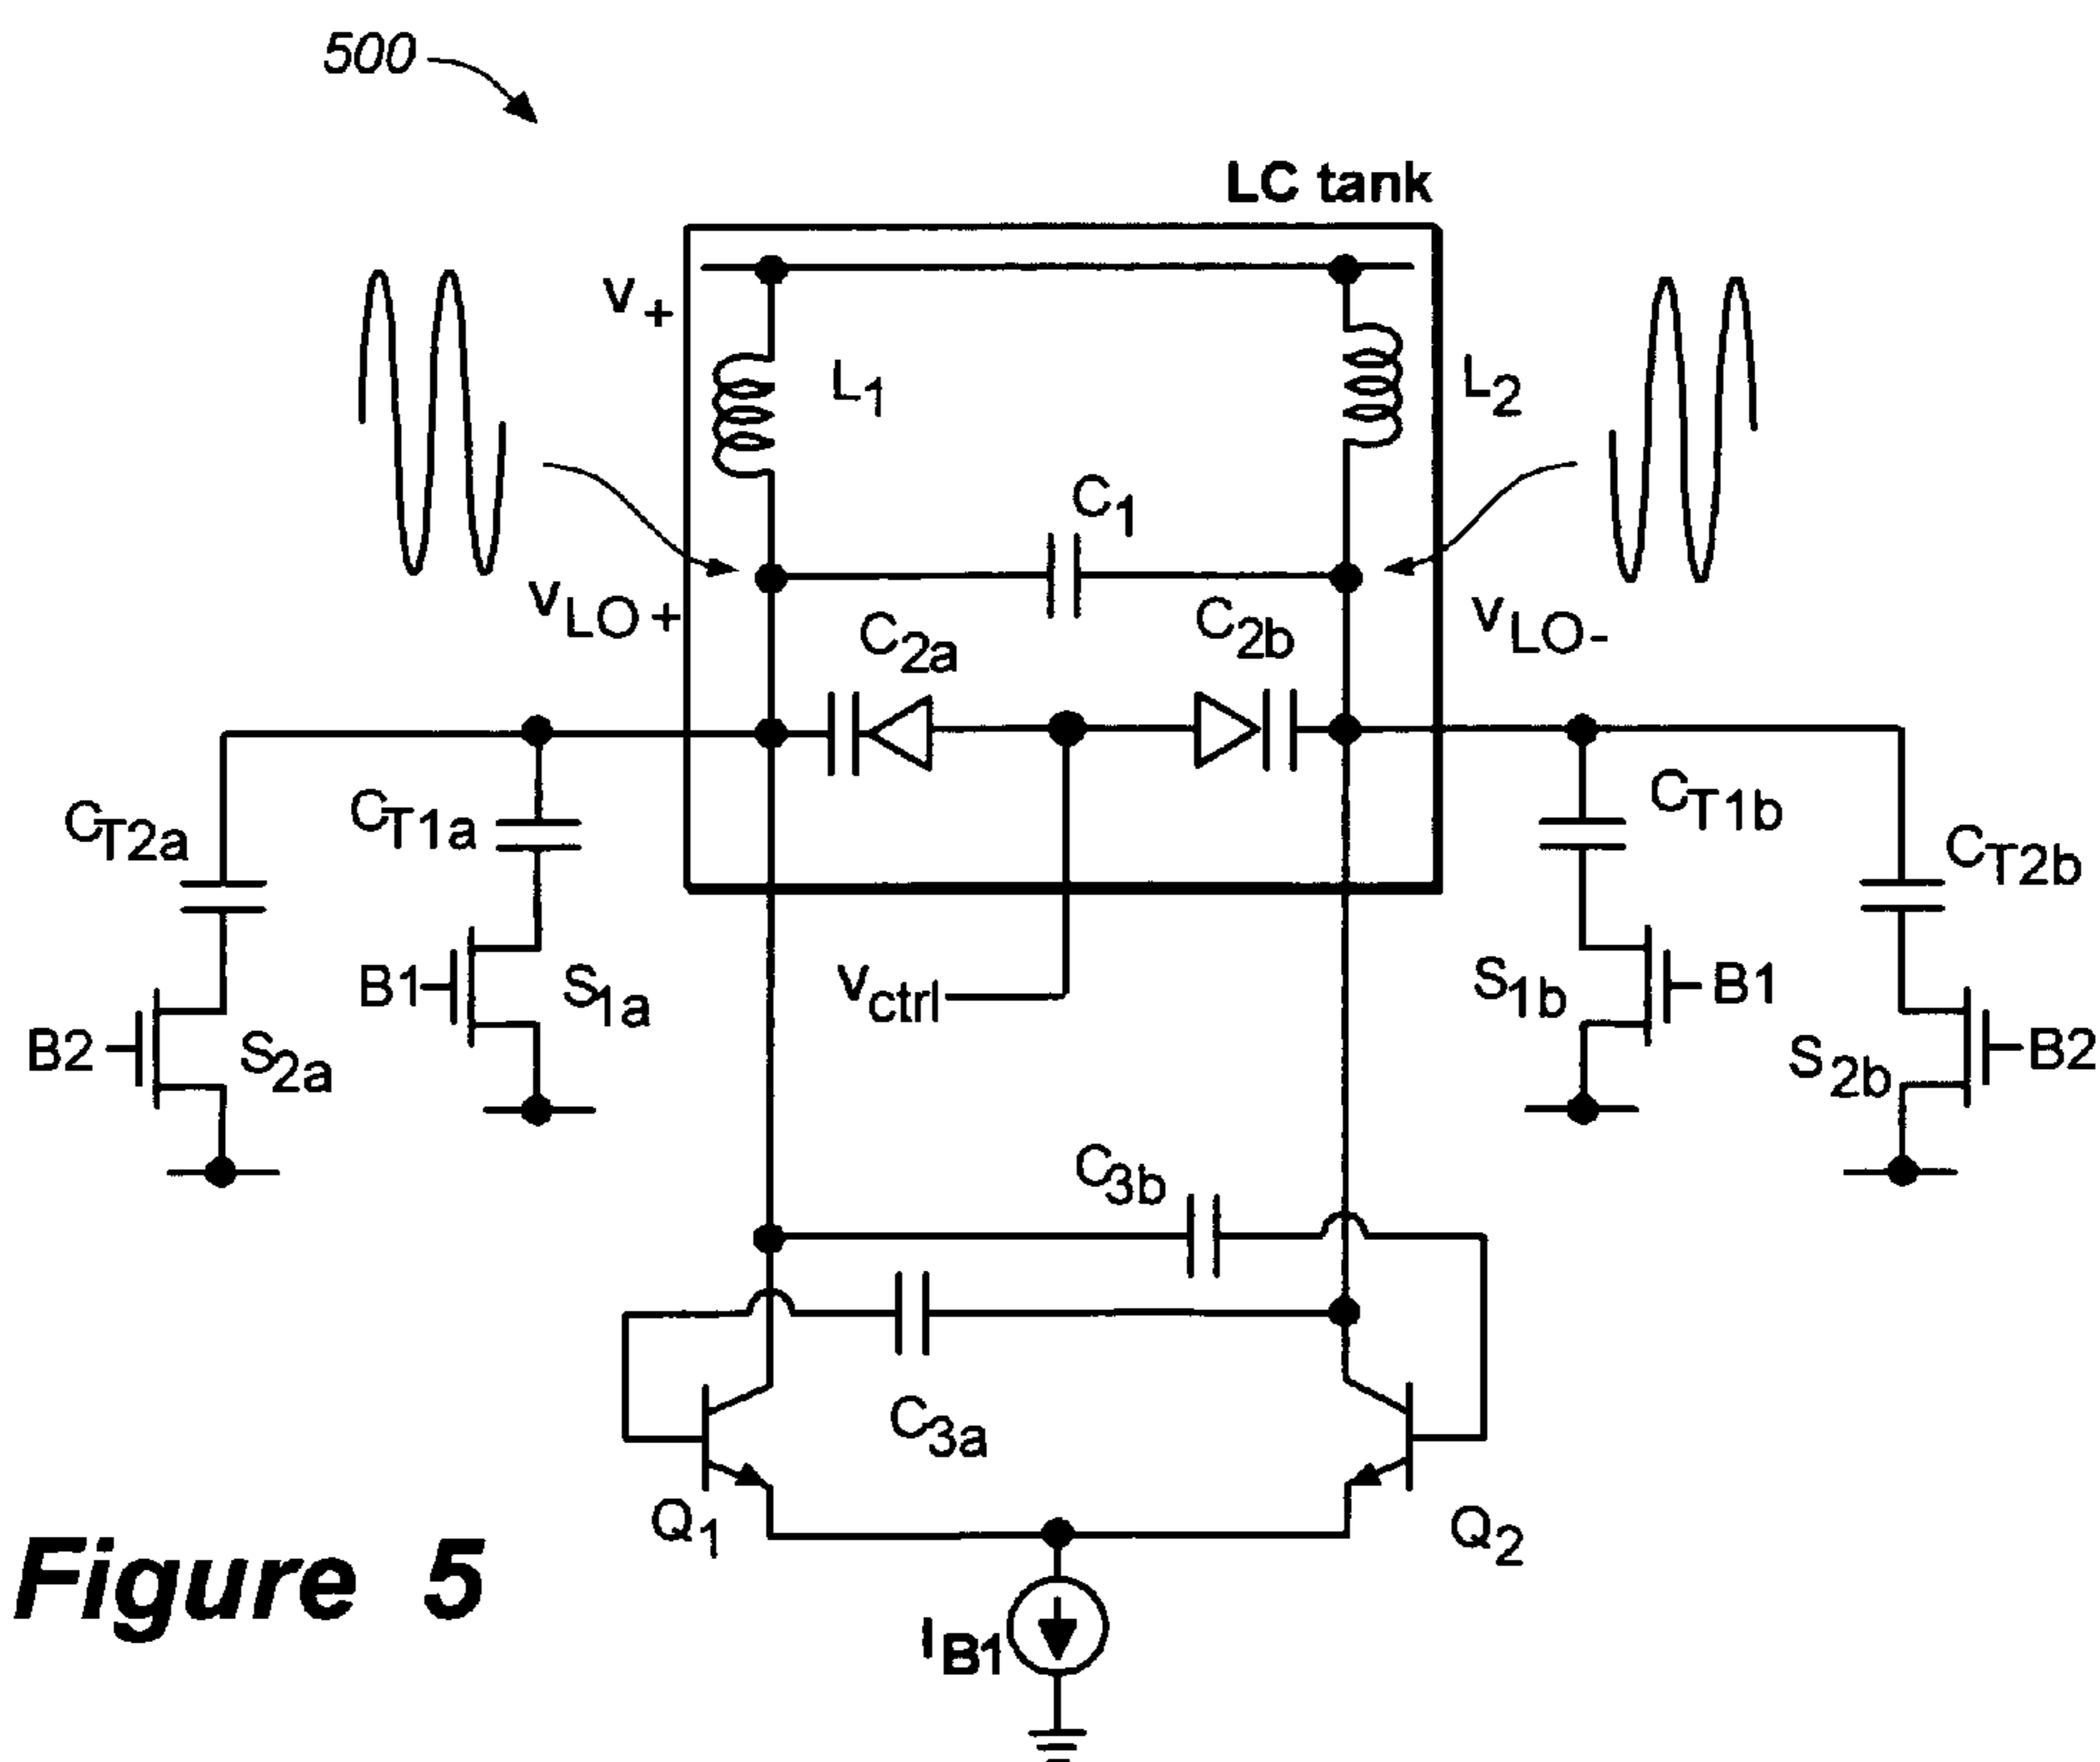 500
LC tank
v+
L1
L2
C1
vLO+
C2a
C2b
vLO-
CT2a
CT1a
CT1b
CT2b
B1
S1a
vctrl
S1b
B1
B2
S2a
S2b
B2
C3b
C3a
Q1
Q2
IB1
Figure 5